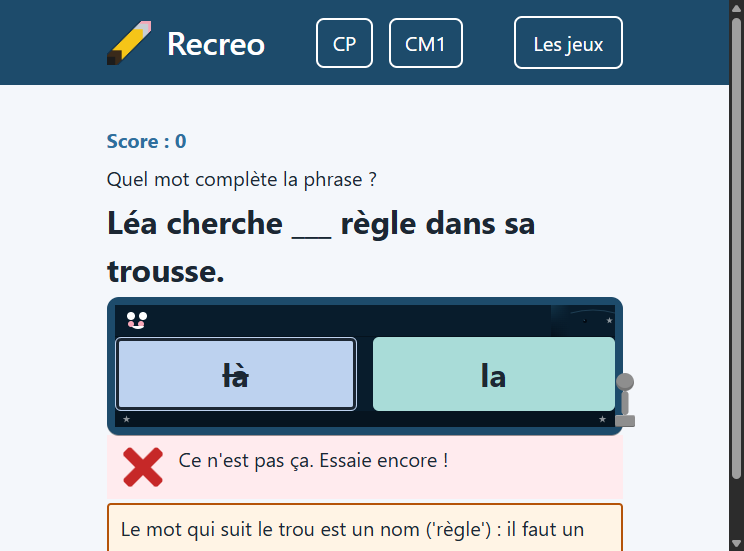 Recreo
CP
CM1
Les jeux
Score : 0
Quel mot complète la phrase ?
Léa cherche ___ règle dans sa
trousse.
là
la
Ce n'est pas ça. Essaie encore !
Le mot qui suit le trou est un nom ('règle') : il faut un